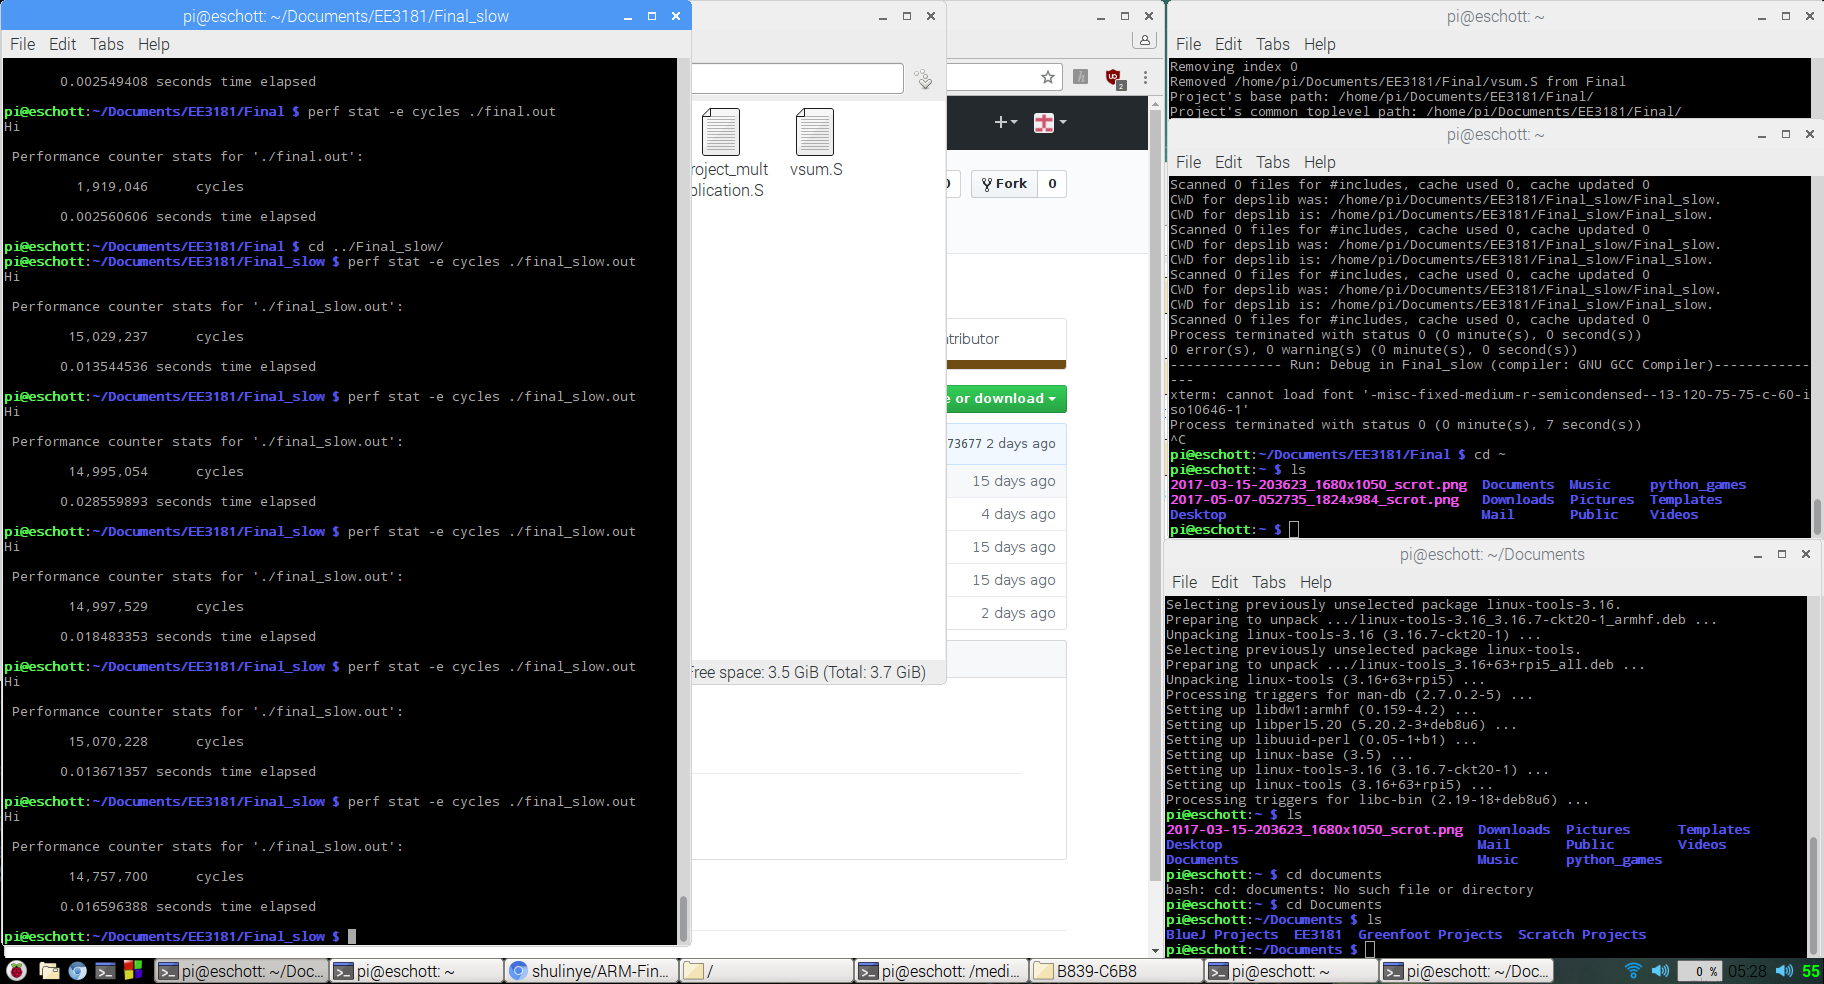 pi@eschott: ~/Documents/EE3181/Final_slow
File Edit Tabs Help
0.002549408 seconds time elapsed
pi@eschott:~/Documents/EE3181/Final $ perf stat -e cycles ./final.out
Hi
Performance counter stats for './final.out':
1,919,046 cycles
0.002560606 seconds time elapsed
pi@eschott:~/Documents/EE3181/Final $ cd ../Final_slow/
pi@eschott:~/Documents/EE3181/Final_slow $ perf stat -e cycles ./final_slow.out
Hi
Performance counter stats for './final_slow.out':
15,029,237 cycles
0.013544536 seconds time elapsed
pi@eschott:~/Documents/EE3181/Final_slow $ perf stat -e cycles ./final_slow.out
Hi
Performance counter stats for './final_slow.out':
14,995,054 cycles
0.028559893 seconds time elapsed
pi@eschott:~/Documents/EE3181/Final_slow $ perf stat -e cycles ./final_slow.out
Hi
Performance counter stats for './final_slow.out':
14,997,529 cycles
0.018483353 seconds time elapsed
pi@eschott:~/Documents/EE3181/Final_slow $ perf stat -e cycles ./final_slow.out
Hi
Performance counter stats for './final_slow.out':
15,070,228 cycles
0.013671357 seconds time elapsed
pi@eschott:~/Documents/EE3181/Final_slow $ perf stat -e cycles ./final_slow.out
Hi
Performance counter stats for './final_slow.out':
14,757,700 cycles
0.016596388 seconds time elapsed
pi@eschott:~/Documents/EE3181/Final_slow $
roject_mult
plication.S
vsum.S
Free space: 3.5 GiB (Total: 3.7 GiB)
2
Fork 0
ntributor
e or download
73677 2 days ago
15 days ago
4 days ago
15 days ago
15 days ago
2 days ago
pi@eschott: ~
File Edit Tabs Help
Removing index 0
Removed /home/pi/Documents/EE3181/Final/vsum.S from Final
Project's base path: /home/pi/Documents/EE3181/Final/
Project's common toplevel path: /home/pi/Documents/EE3181/Final/
pi@eschott: ~
File Edit Tabs Help
Scanned 0 files for #includes, cache used 0, cache updated 0
CWD for depslib was: /home/pi/Documents/EE3181/Final_slow/Final_slow.
CWD for depslib is: /home/pi/Documents/EE3181/Final_slow/Final_slow.
Scanned 0 files for #includes, cache used 0, cache updated 0
CWD for depslib was: /home/pi/Documents/EE3181/Final_slow/Final_slow.
CWD for depslib is: /home/pi/Documents/EE3181/Final_slow/Final_slow.
Scanned 0 files for #includes, cache used 0, cache updated 0
CWD for depslib was: /home/pi/Documents/EE3181/Final_slow/Final_slow.
CWD for depslib is: /home/pi/Documents/EE3181/Final_slow/Final_slow.
Scanned 0 files for #includes, cache used 0, cache updated 0
Process terminated with status 0 (0 minute(s), 0 second(s))
0 error(s), 0 warning(s) (0 minute(s), 0 second(s))
-------------- Run: Debug in Final_slow (compiler: GNU GCC Compiler)------------
---
xterm: cannot load font '-misc-fixed-medium-r-semicondensed--13-120-75-75-c-60-i
so10646-1'
Process terminated with status 0 (0 minute(s), 7 second(s))
^C
pi@eschott:~/Documents/EE3181/Final $ cd ~
pi@eschott:~ $ ls
2017-03-15-203623_1680x1050_scrot.png Documents Music python_games
2017-05-07-052735_1824x984_scrot.png Downloads Pictures Templates
Desktop Mail Public Videos
pi@eschott:~ $
pi@eschott: ~/Documents
File Edit Tabs Help
Selecting previously unselected package linux-tools-3.16.
Preparing to unpack .../linux-tools-3.16_3.16.7-ckt20-1_armhf.deb ...
Unpacking linux-tools-3.16 (3.16.7-ckt20-1) ...
Selecting previously unselected package linux-tools.
Preparing to unpack .../linux-tools_3.16+63+rpi5_all.deb ...
Unpacking linux-tools (3.16+63+rpi5) ...
Processing triggers for man-db (2.7.0.2-5) ...
Setting up libdw1:armhf (0.159-4.2) ...
Setting up libperl5.20 (5.20.2-3+deb8u6) ...
Setting up libuuid-perl (0.05-1+b1) ...
Setting up linux-base (3.5) ...
Setting up linux-tools-3.16 (3.16.7-ckt20-1) ...
Setting up linux-tools (3.16+63+rpi5) ...
Processing triggers for libc-bin (2.19-18+deb8u6) ...
pi@eschott:~ $ ls
2017-03-15-203623_1680x1050_scrot.png Downloads Pictures Templates
Desktop Mail Public Videos
Documents Music python_games
pi@eschott:~ $ cd documents
bash: cd: documents: No such file or directory
pi@eschott:~ $ cd Documents
pi@eschott:~/Documents $ ls
BlueJ Projects EE3181 Greenfoot Projects Scratch Projects
pi@eschott:~/Documents $
pi@eschott: ~/Doc...
pi@eschott: ~
shulinye/ARM-Fin...
/
pi@eschott: /medi...
B839-C6B8
pi@eschott: ~
pi@eschott: ~/Doc...
0 %
05:28
55